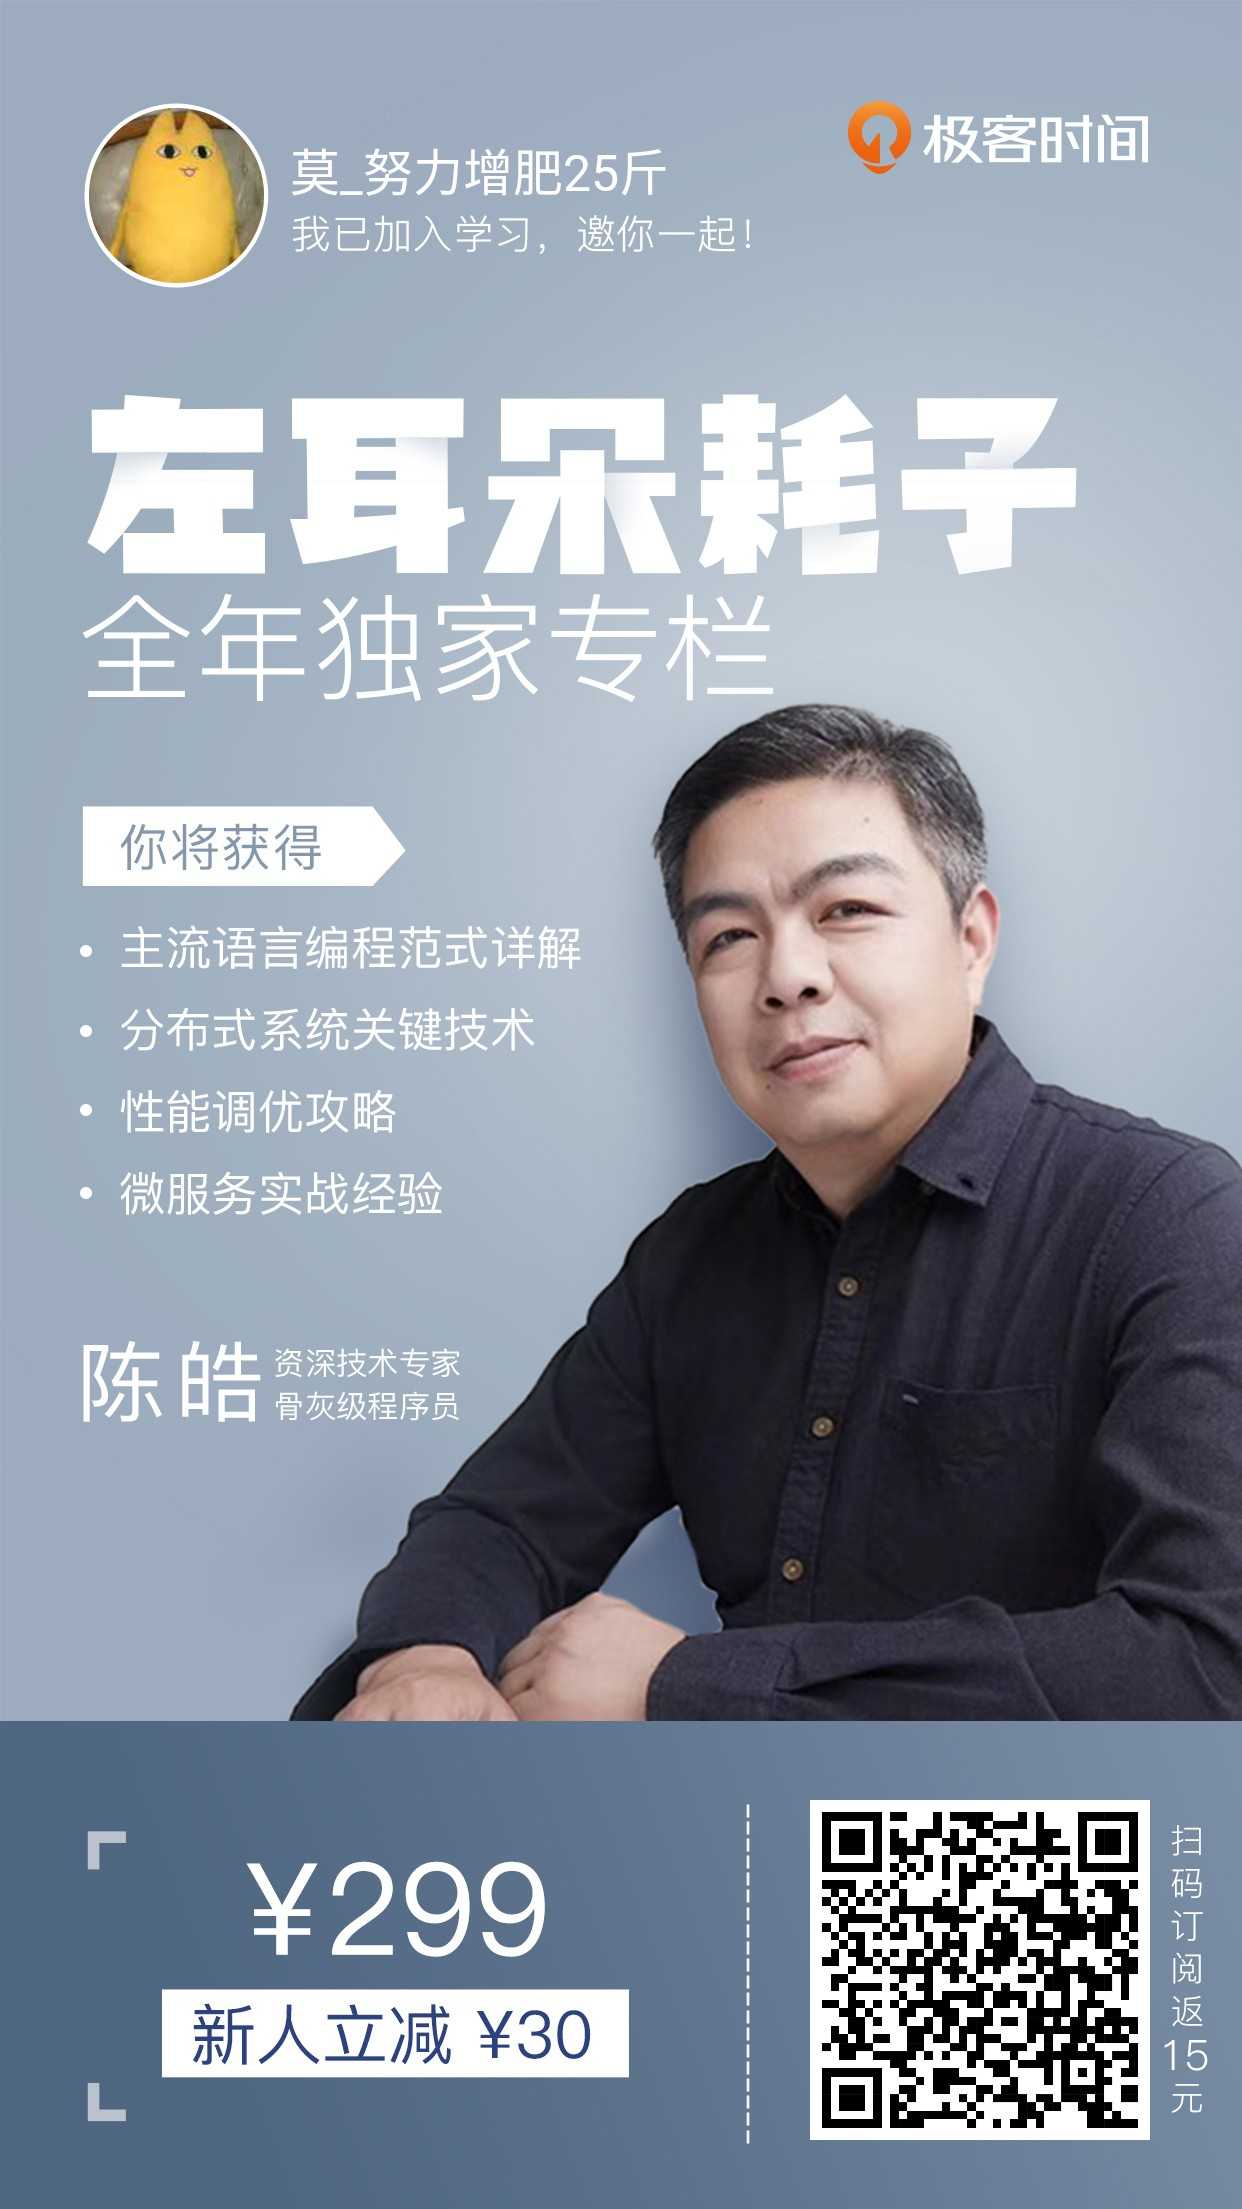 极客时间
莫_努力增肥25斤
我已加入学习，邀你一起！
左耳朵耗子
全年独家专栏
你将获得
• 主流语言编程范式详解
• 分布式系统关键技术
• 性能调优攻略
• 微服务实战经验
陈皓
资深技术专家
骨灰级程序员
¥299
新人立减 ¥30
扫码订阅返15元